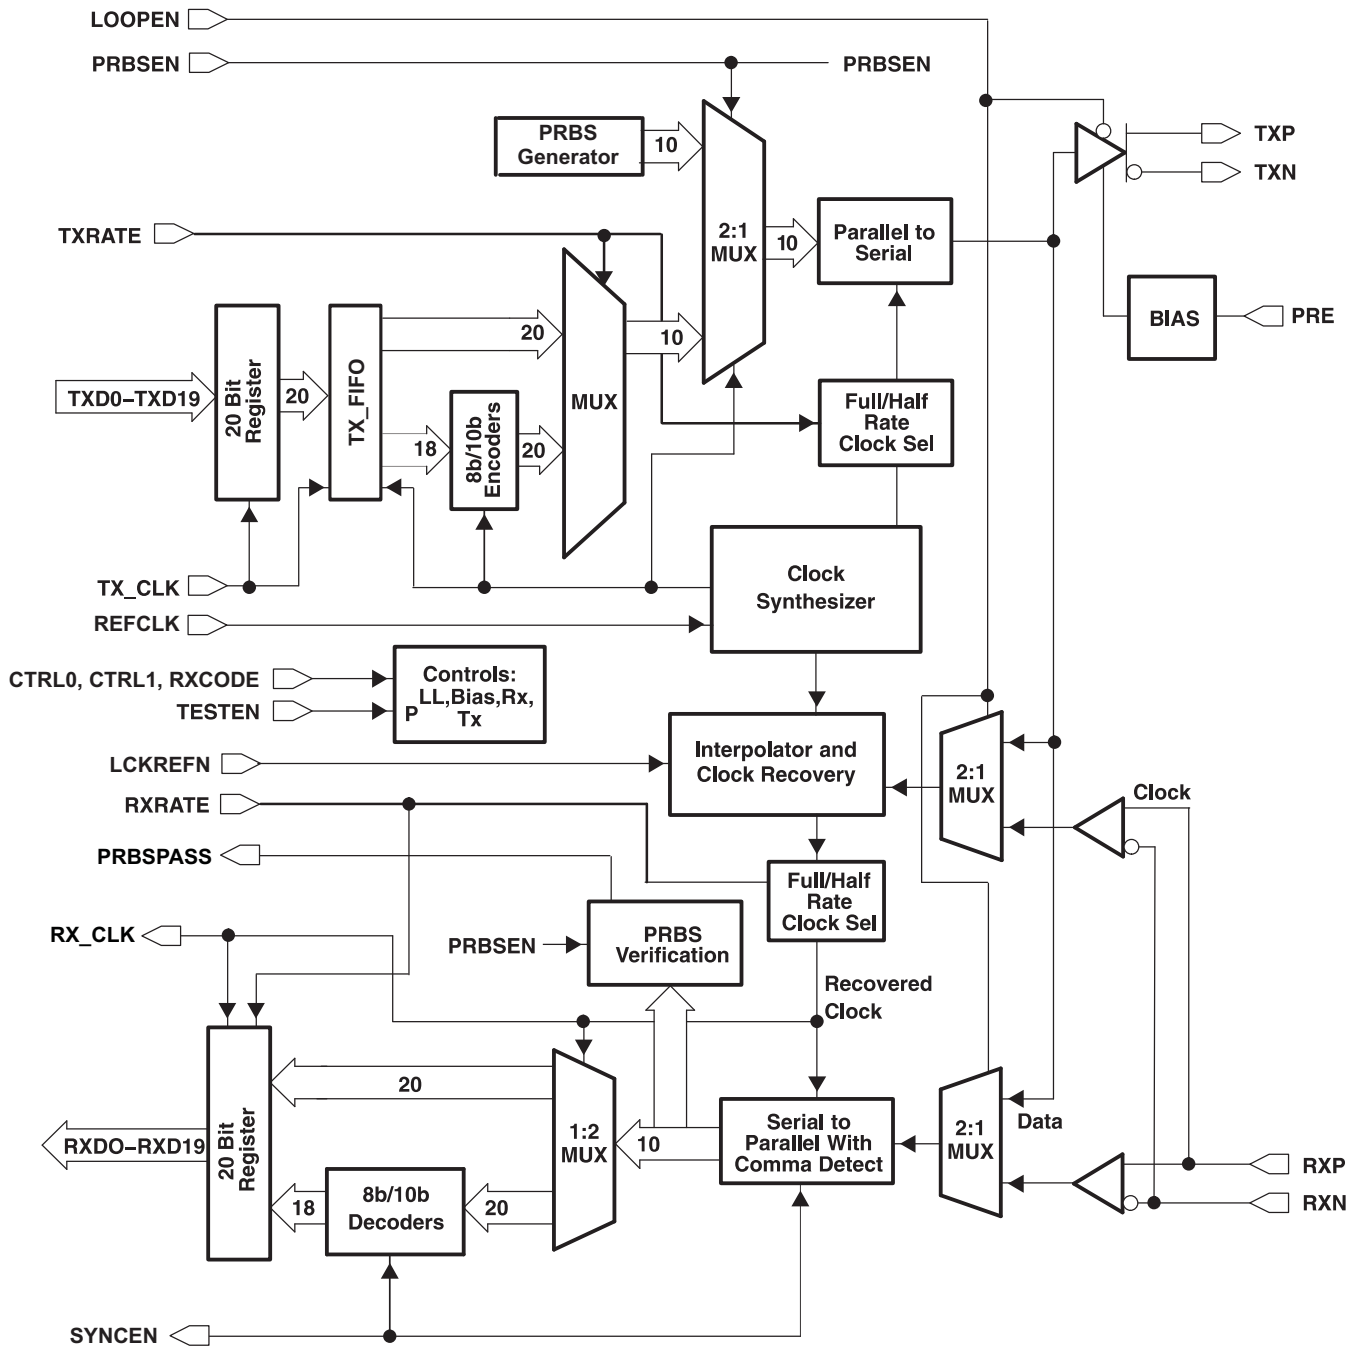 LOOPEN
PRBSEN
PRBSEN
PRBS
Generator
10
TXP
TXN
TXRATE
2:1
MUX
10
Parallel to
Serial
BIAS
PRE
20
10
TXD0–TXD19
20 Bit
Register
20
TX_FIFO
MUX
Full/Half
Rate
Clock Sel
18
8b/10b
Encoders
20
TX_CLK
Clock
Synthesizer
REFCLK
CTRL0, CTRL1, RXCODE
TESTEN
Controls:
LL,Bias,Rx,
P
Tx
LCKREFN
Interpolator and
Clock Recovery
2:1
MUX
Clock
RXRATE
PRBSPASS
Full/Half
Rate
Clock Sel
RX_CLK
PRBSEN
PRBS
Verification
Recovered
Clock
20
RXDO–RXD19
20 Bit
Register
1:2
MUX
10
Serial to
Parallel With
Comma Detect
2:1
MUX
Data
RXP
RXN
18
8b/10b
Decoders
20
SYNCEN